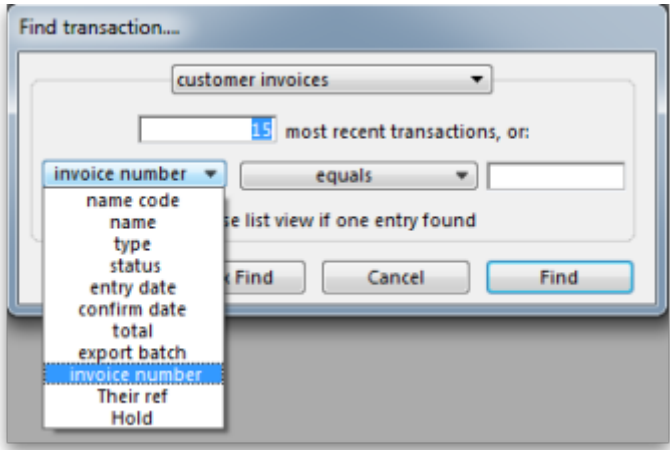 Find transaction....
customer invoices
15 most recent transactions, or:
invoice number equals
name code
name
type
status
entry date
confirm date
total
export batch
invoice number
Their ref
Hold
list view if one entry found
Find Cancel Find